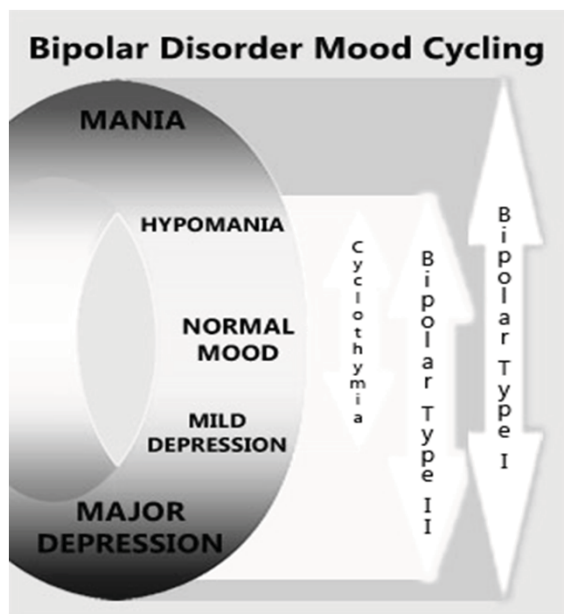 Bipolar Disorder Mood Cycling
MANIA
HYPOMANIA
NORMAL
MOOD
MILD
DEPRESSION
MAJOR
DEPRESSION
Cyclothymia
Bipolar Type II
Bipolar Type I